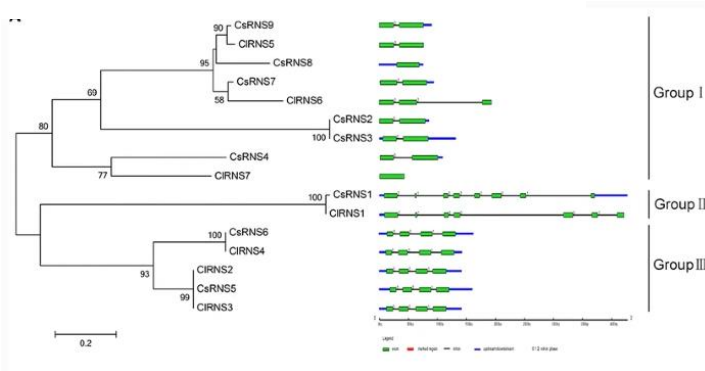 CsRNS9
90
ClRNS5
95
CsRNS8
CsRNS7
58
ClRNS6
69
CsRNS2
100
CsRNS3
80
CsRNS4
77
ClRNS7
CsRNS1
100
ClRNS1
CsRNS6
100
ClRNS4
93
ClRNS2
CsRNS5
99
ClRNS3
Group Ⅰ
Group Ⅱ
Group Ⅲ
0.2